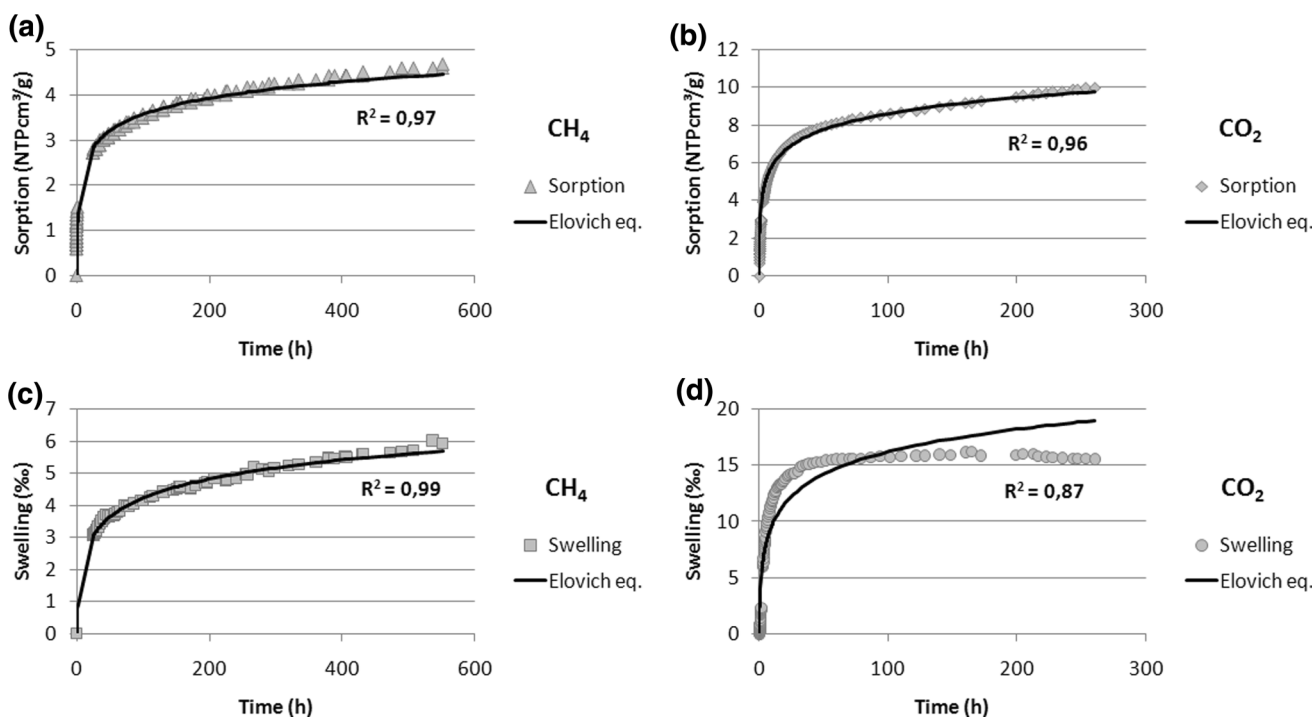 (a)
5
4
3
2
1
0
Sorption (NTPcm³/g)
0 200 400 600
Time (h)
R² = 0,97
CH₄
Sorption
Elovich eq.
(b)
12
10
8
6
4
2
0
Sorption (NTPcm³/g)
0 100 200 300
Time (h)
R² = 0,96
CO₂
Sorption
Elovich eq.
(c)
7
6
5
4
3
2
1
0
Swelling (‰)
0 200 400 600
Time (h)
R² = 0,99
CH₄
Swelling
Elovich eq.
(d)
20
15
10
5
0
Swelling (‰)
0 100 200 300
Time (h)
R² = 0,87
CO₂
Swelling
Elovich eq.